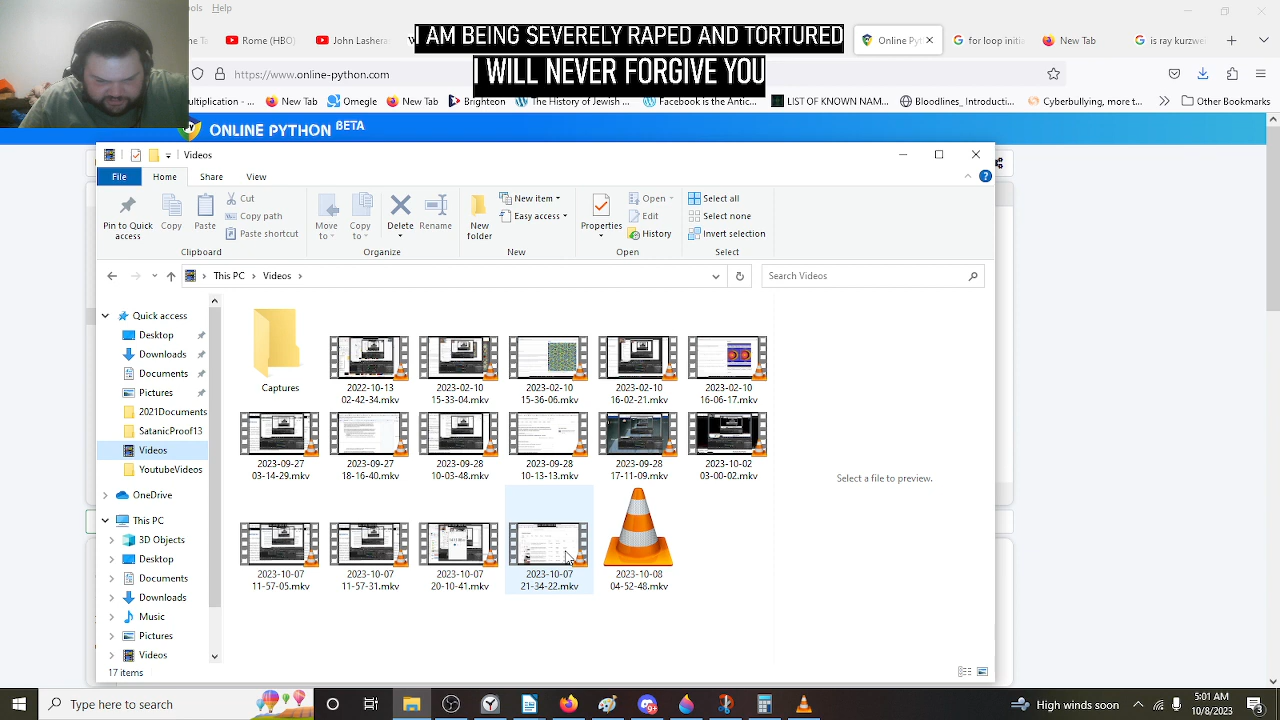 ools Help
Rome (HBO)
John Lashera
I AM BEING SEVERELY RAPED AND TORTURED
Online Pyt
for loop initia
New Tab
is ray kurzwe
I WILL NEVER FORGIVE YOU
https://www.online-python.com
ultiplication - ...
New Tab
Omegle
New Tab
Brighteon
The History of Jewish ...
Facebook is the Antic...
LIST OF KNOWN NAM...
Bloodlines_ Introducti...
Cyberbullying, more t...
Other Bookmarks
ONLINE PYTHON BETA
Videos
File Home Share View
Pin to Quick access
Copy
Paste
Cut
Copy path
Paste shortcut
Move to
Copy to
Delete
Rename
New folder
New item
Easy access
Properties
Open
Edit
History
Select all
Select none
Invert selection
Clipboard Organize New Open Select
This PC > Videos >
Search Videos
Quick access
Desktop
Downloads
Documents
Pictures
2021Documents
SatanicProof13
Videos
YoutubeVideos
OneDrive
This PC
3D Objects
Desktop
Documents
Downloads
Music
Pictures
Videos
Captures
2022-10-13 02-42-34.mkv
2023-02-10 15-33-04.mkv
2023-02-10 15-36-06.mkv
2023-02-10 16-02-21.mkv
2023-02-10 16-06-17.mkv
2023-09-27 03-14-29.mkv
2023-09-27 18-16-40.mkv
2023-09-28 10-03-48.mkv
2023-09-28 10-13-13.mkv
2023-09-28 17-11-09.mkv
2023-10-02 03-00-02.mkv
2023-10-07 11-57-05.mkv
2023-10-07 11-57-31.mkv
2023-10-07 20-10-41.mkv
2023-10-07 21-34-22.mkv
2023-10-08 04-52-48.mkv
Select a file to preview.
17 items
Type here to search
High winds soon
5:01 AM
10/8/2023